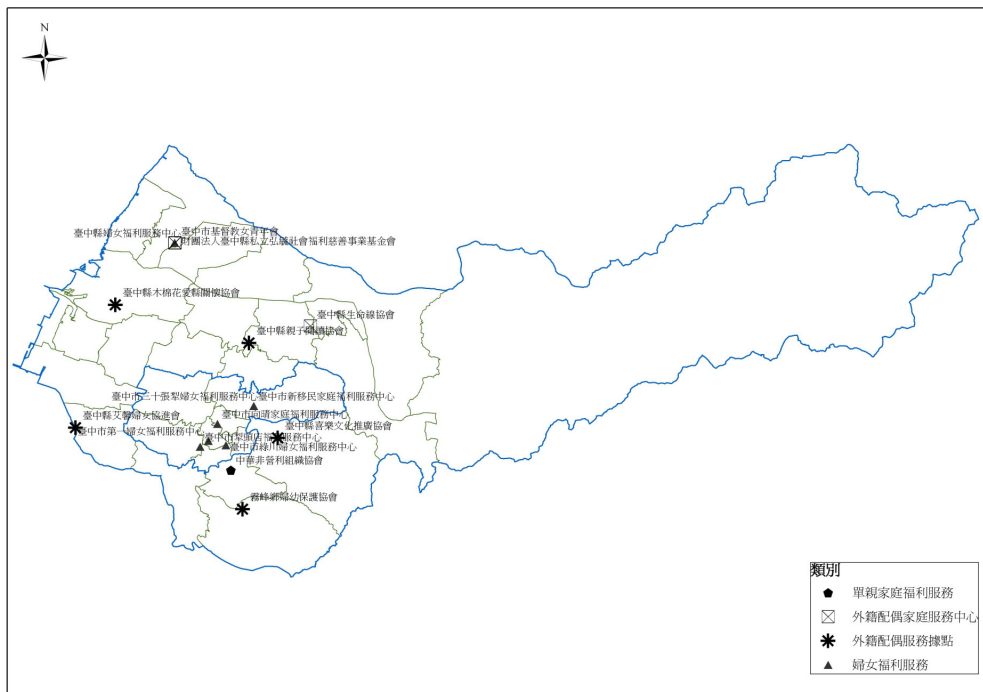 N
臺中縣婦女福利服務中心
臺中市基督教女青年會
財團法人臺中縣私立弘毓社會福利慈善事業基金會
臺中縣木棉花愛縣關懷協會
臺中縣生命線協會
臺中縣親子閱讀協會
臺中市三十張犁婦女福利服務中心
臺中市新移民家庭福利服務中心
臺中縣艾馨婦女協進會
臺中市向晴家庭福利服務中心
臺中縣喜樂文化推廣協會
臺中市第一婦女福利服務中心
臺中市犁頭店福利服務中心
臺中市綠川婦女福利服務中心
中華非營利組織協會
霧峰鄉婦幼保護協會
類別
單親家庭福利服務
外籍配偶家庭服務中心
外籍配偶服務據點
婦女福利服務